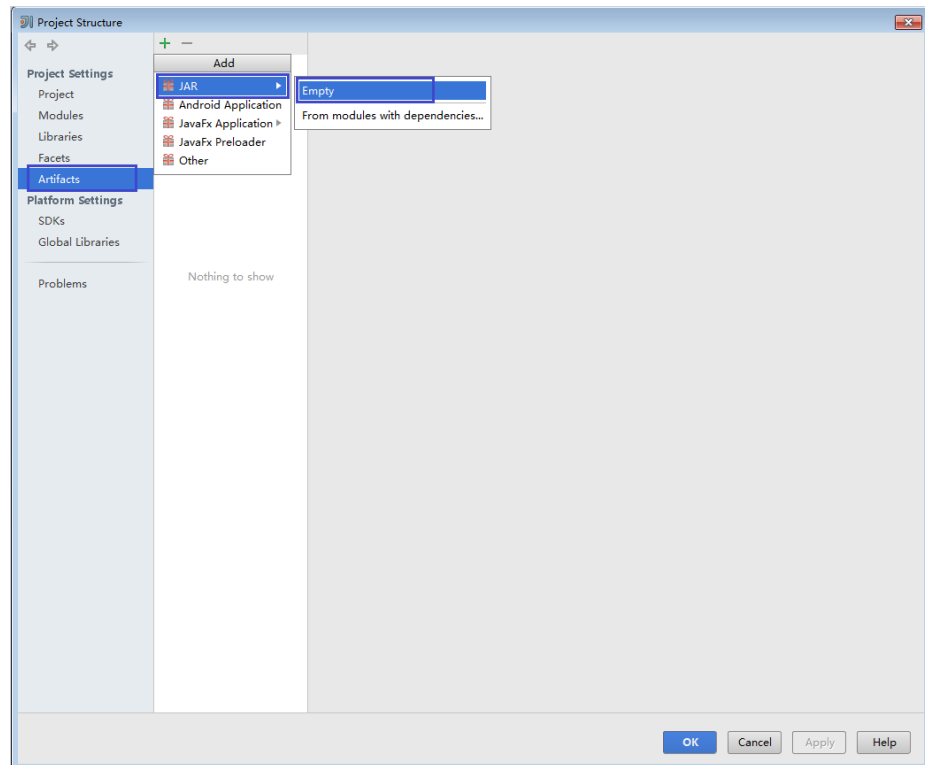 Project Structure
Project Settings
Project
Modules
Libraries
Facets
Artifacts
Platform Settings
SDKs
Global Libraries
Problems
Add
JAR
Android Application
JavaFx Application
JavaFx Preloader
Other
Empty
From modules with dependencies...
Nothing to show
OK
Cancel
Apply
Help